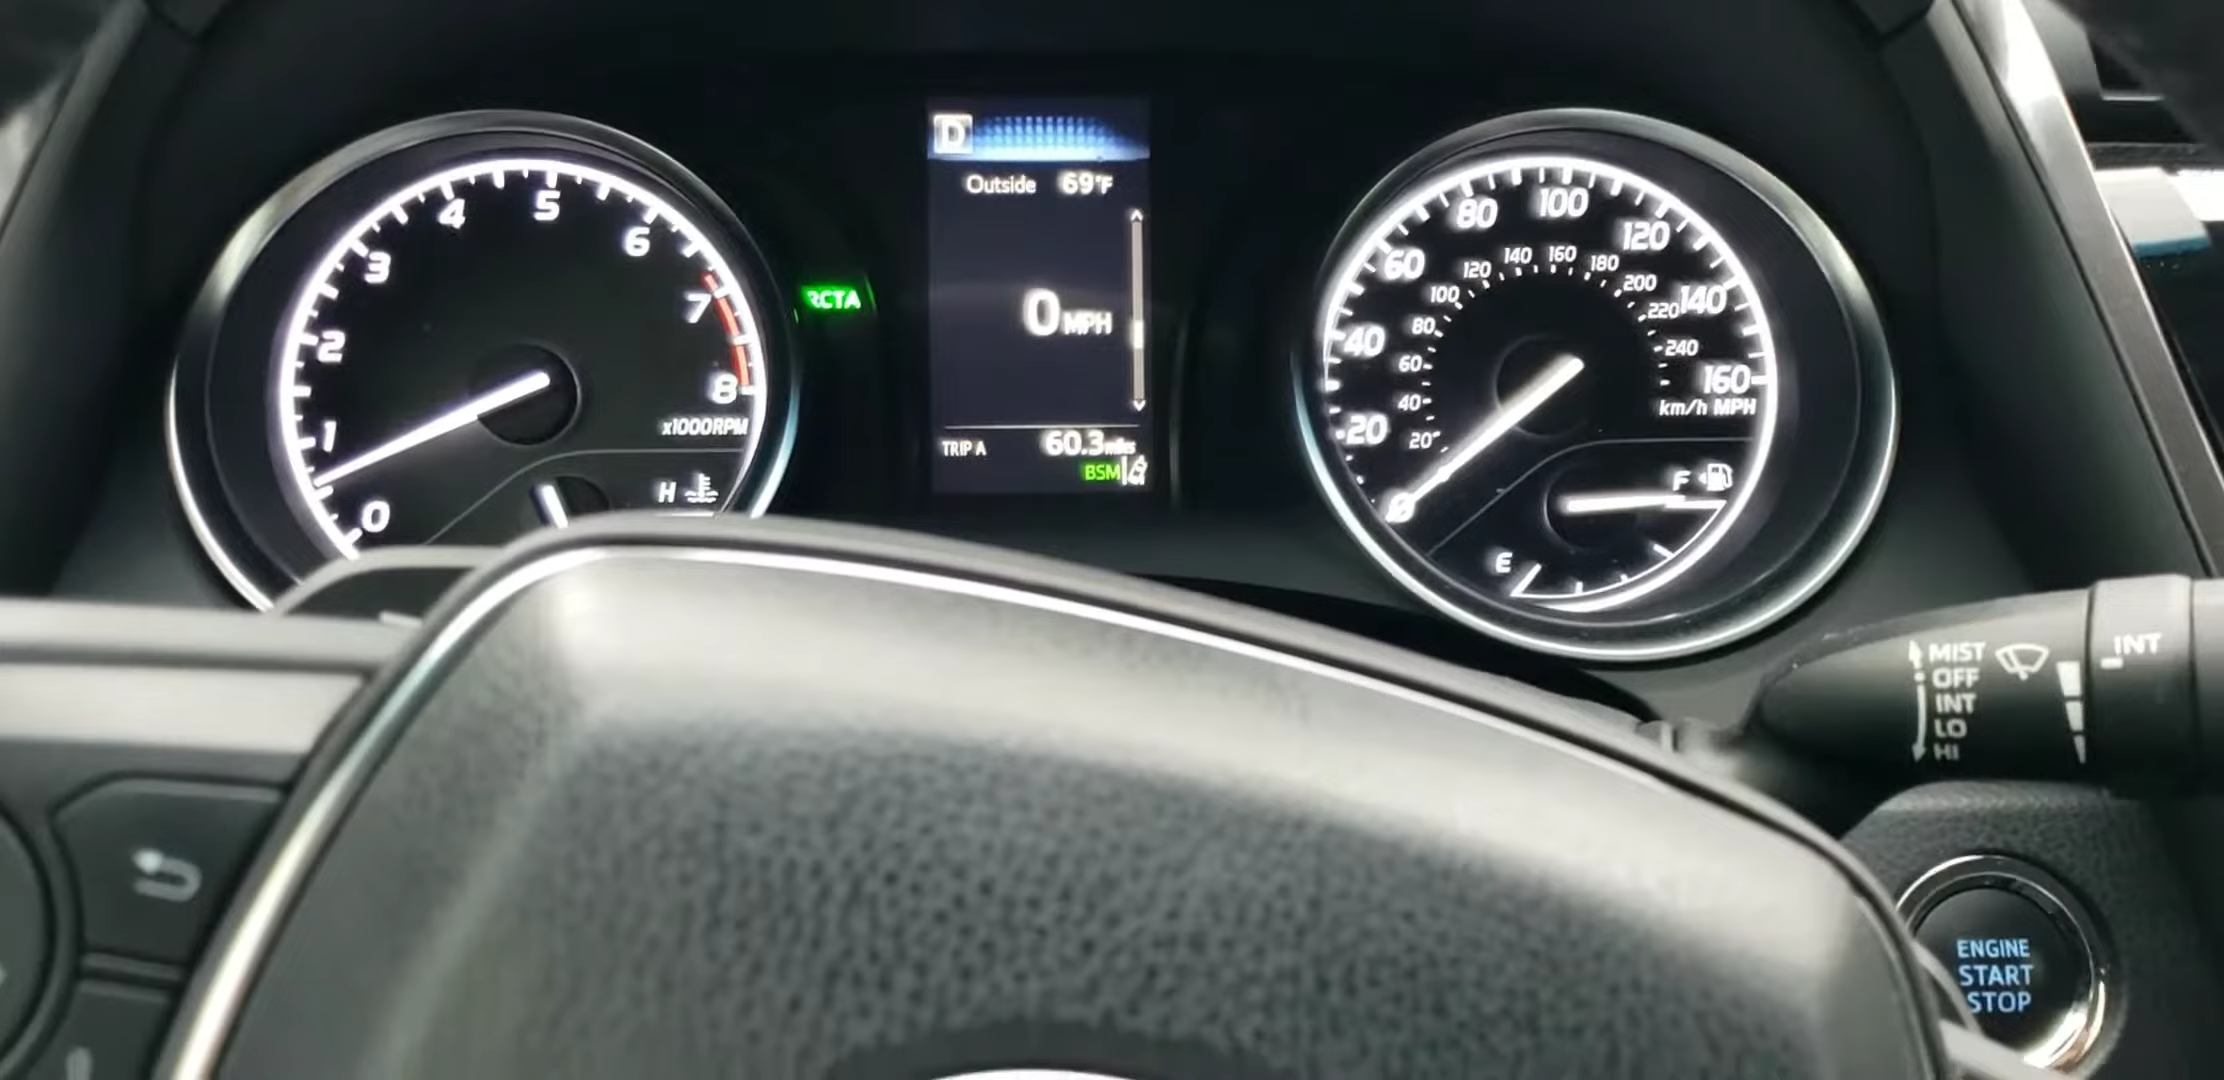 0
1
2
3
4
5
6
7
8
x1000RPM
H
RCTA
D
Outside 69°F
0 MPH
TRIP A 60.3 miles
BSM
0
20
40
60
80
100
120
140
160
km/h MPH
20
40
60
80
100
120
140
160
180
200
220
240
F
E
MIST
OFF
INT
LO
HI
INT
ENGINE
START
STOP